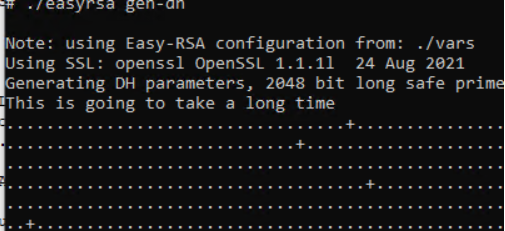 # ./easyrsa gen-dh
Note: using Easy-RSA configuration from: ./vars
Using SSL: openssl OpenSSL 1.1.1l  24 Aug 2021
Generating DH parameters, 2048 bit long safe prime
This is going to take a long time
..................................+...............
.............................+....................
..................................................
....................................+.............
..................................................
..+...............................................